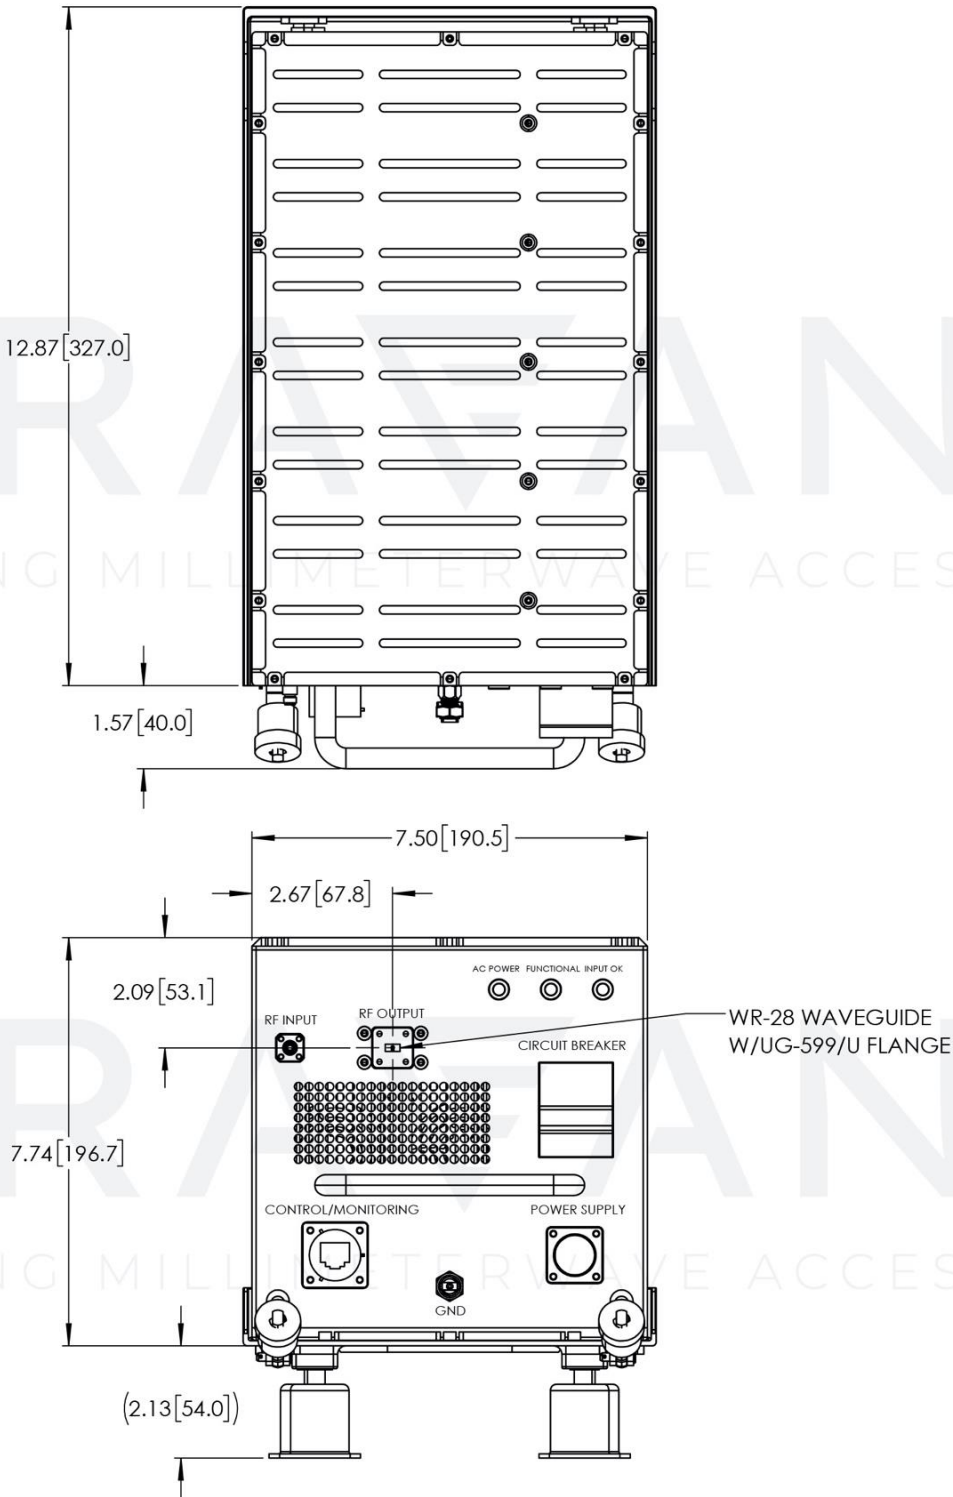 12.87[327.0]
RAVAN
NG MILLIMETERWAVE ACCES
1.57[40.0]
7.50[190.5]
2.67[67.8]
AC POWER FUNCTIONAL INPUT OK
2.09[53.1]
RF INPUT
RF OUTPUT
WR-28 WAVEGUIDE
W/UG-599/U FLANGE
CIRCUIT BREAKER
7.74[196.7]
RAVAN
CONTROL/MONITORING
POWER SUPPLY
NG MILLIMETERWAVE ACCES
GND
(2.13[54.0])